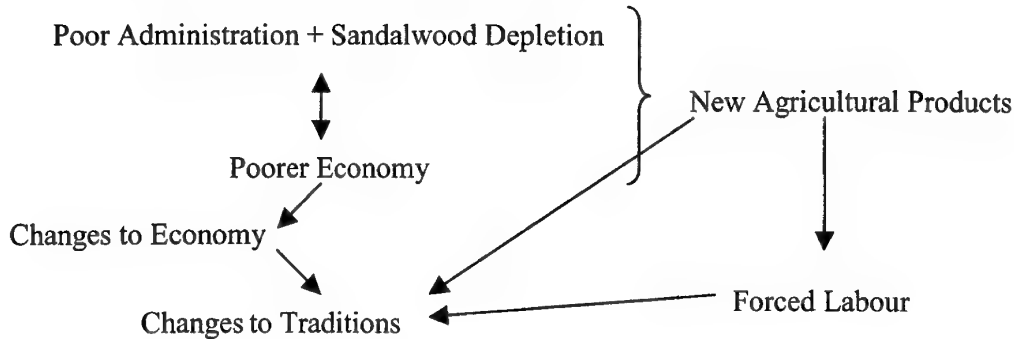 Poor Administration + Sandalwood Depletion
New Agricultural Products
Poorer Economy
Changes to Economy
Forced Labour
Changes to Traditions